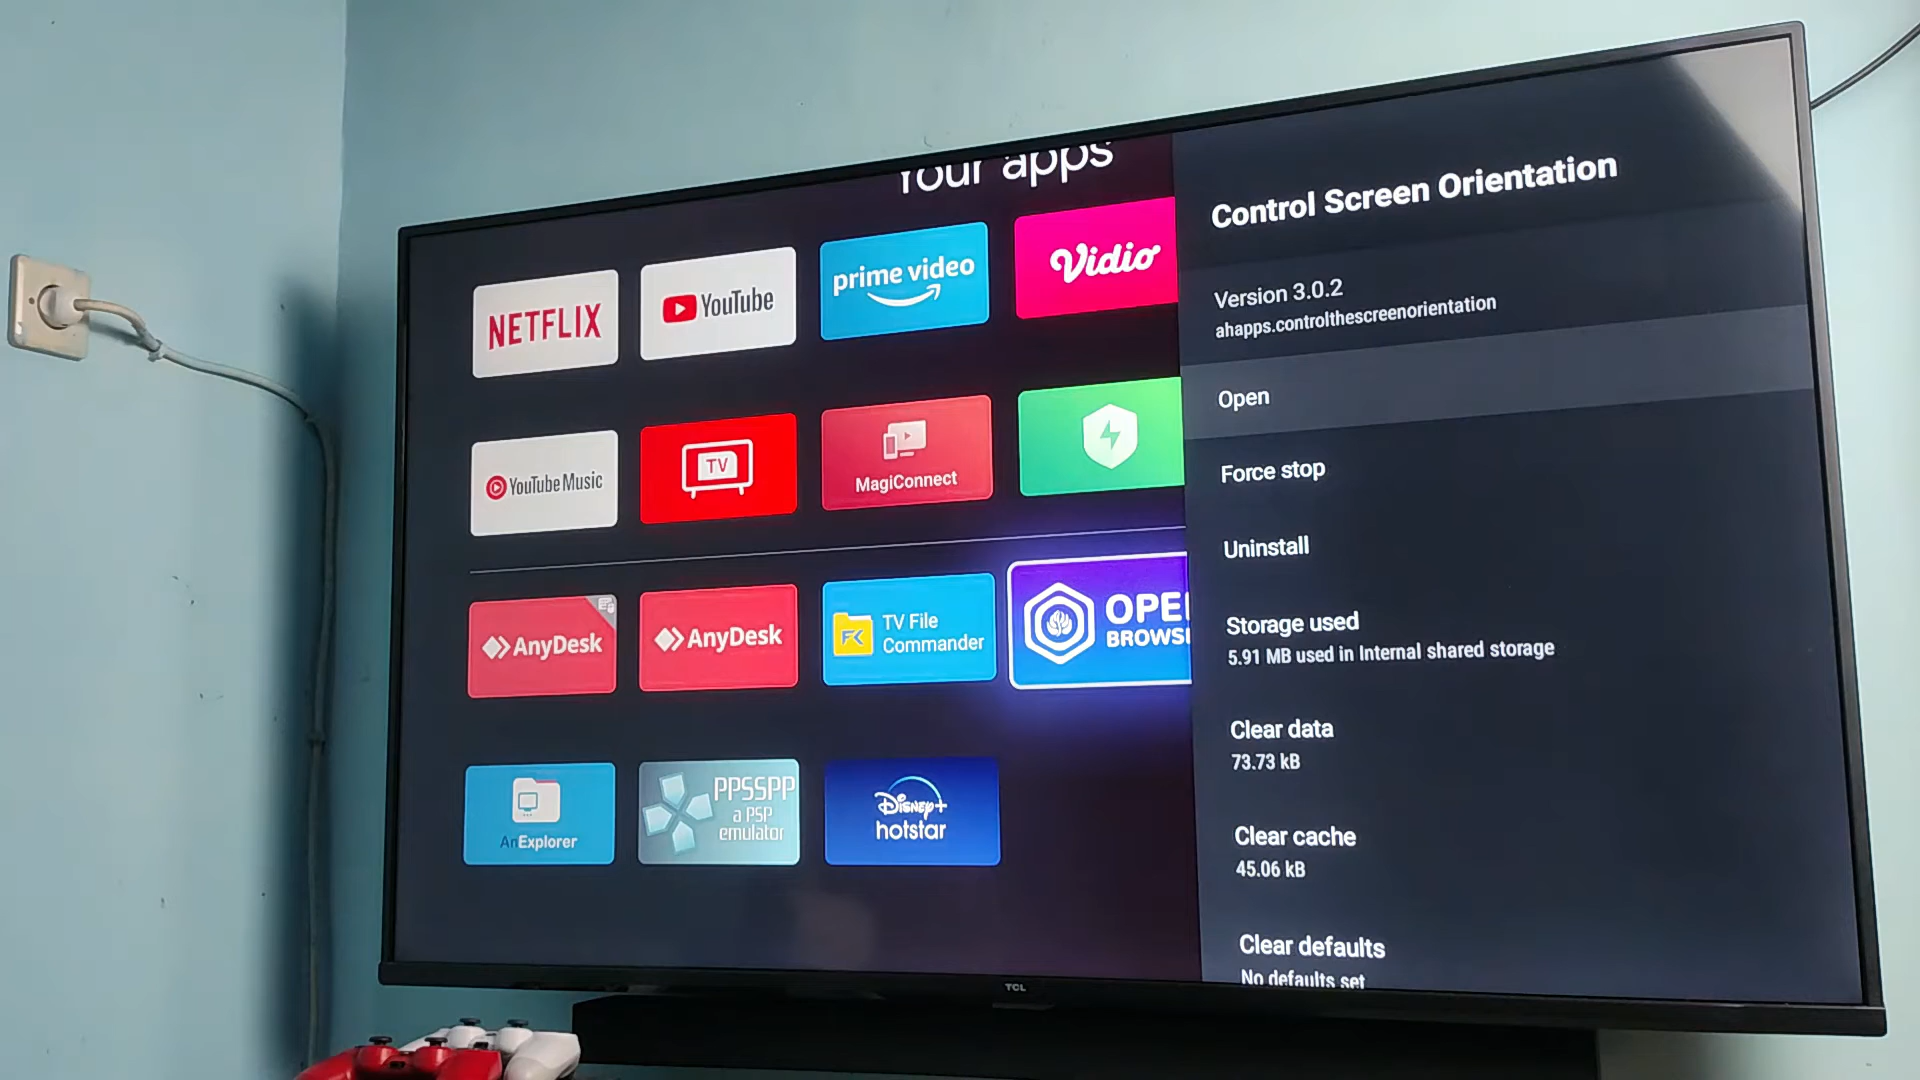 Your apps
NETFLIX
YouTube
prime video
Vidio
YouTube Music
TV
MagiConnect
AnyDesk
AnyDesk
TV File
Commander
OPE
BROWS
AnExplorer
PPSSPP
a PSP
emulator
Disney+
hotstar
Control Screen Orientation
Version 3.0.2
ahapps.controlthescreenorientation
Open
Force stop
Uninstall
Storage used
5.91 MB used in Internal shared storage
Clear data
73.73 kB
Clear cache
45.06 kB
Clear defaults
No defaults set
TCL